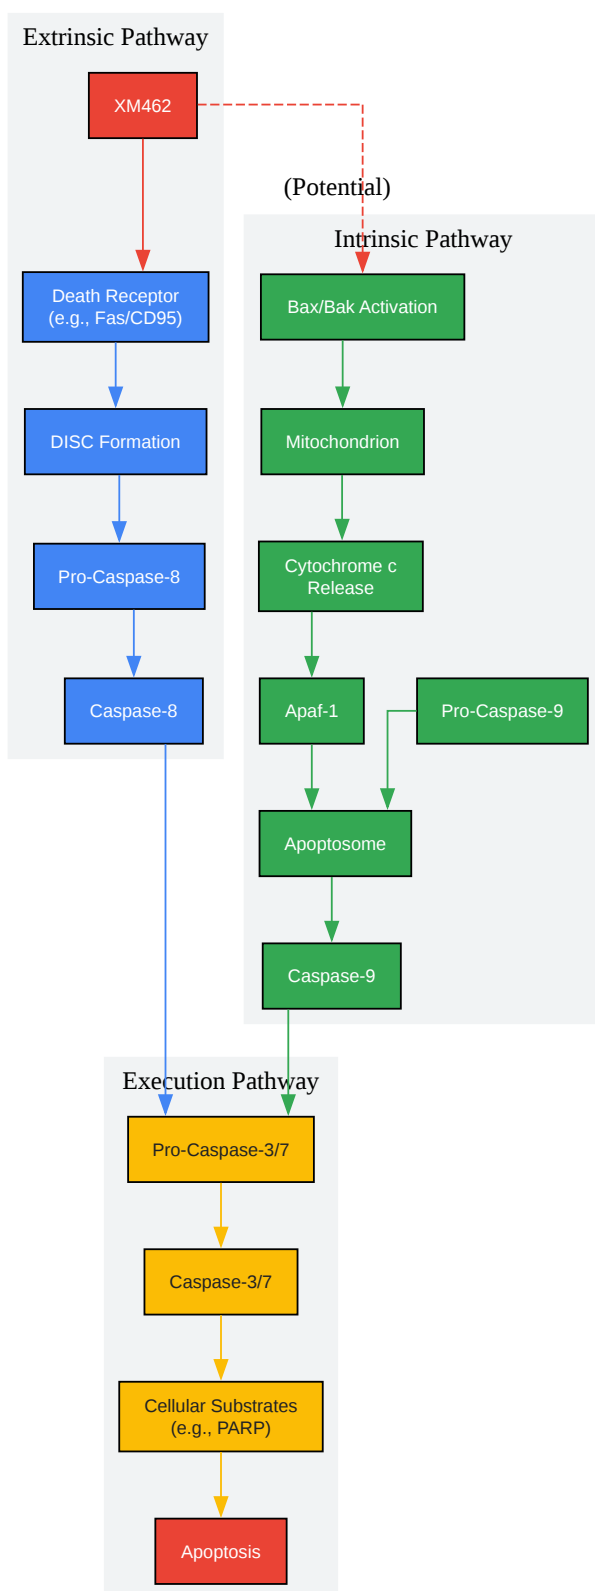 Extrinsic Pathway
XM462
(Potential)
Intrinsic Pathway
Death Receptor
(e.g., Fas/CD95)
Bax/Bak Activation
DISC Formation
Mitochondrion
Pro-Caspase-8
Cytochrome c
Release
Caspase-8
Apaf-1
Pro-Caspase-9
Apoptosome
Caspase-9
Execution Pathway
Pro-Caspase-3/7
Caspase-3/7
Cellular Substrates
(e.g., PARP)
Apoptosis